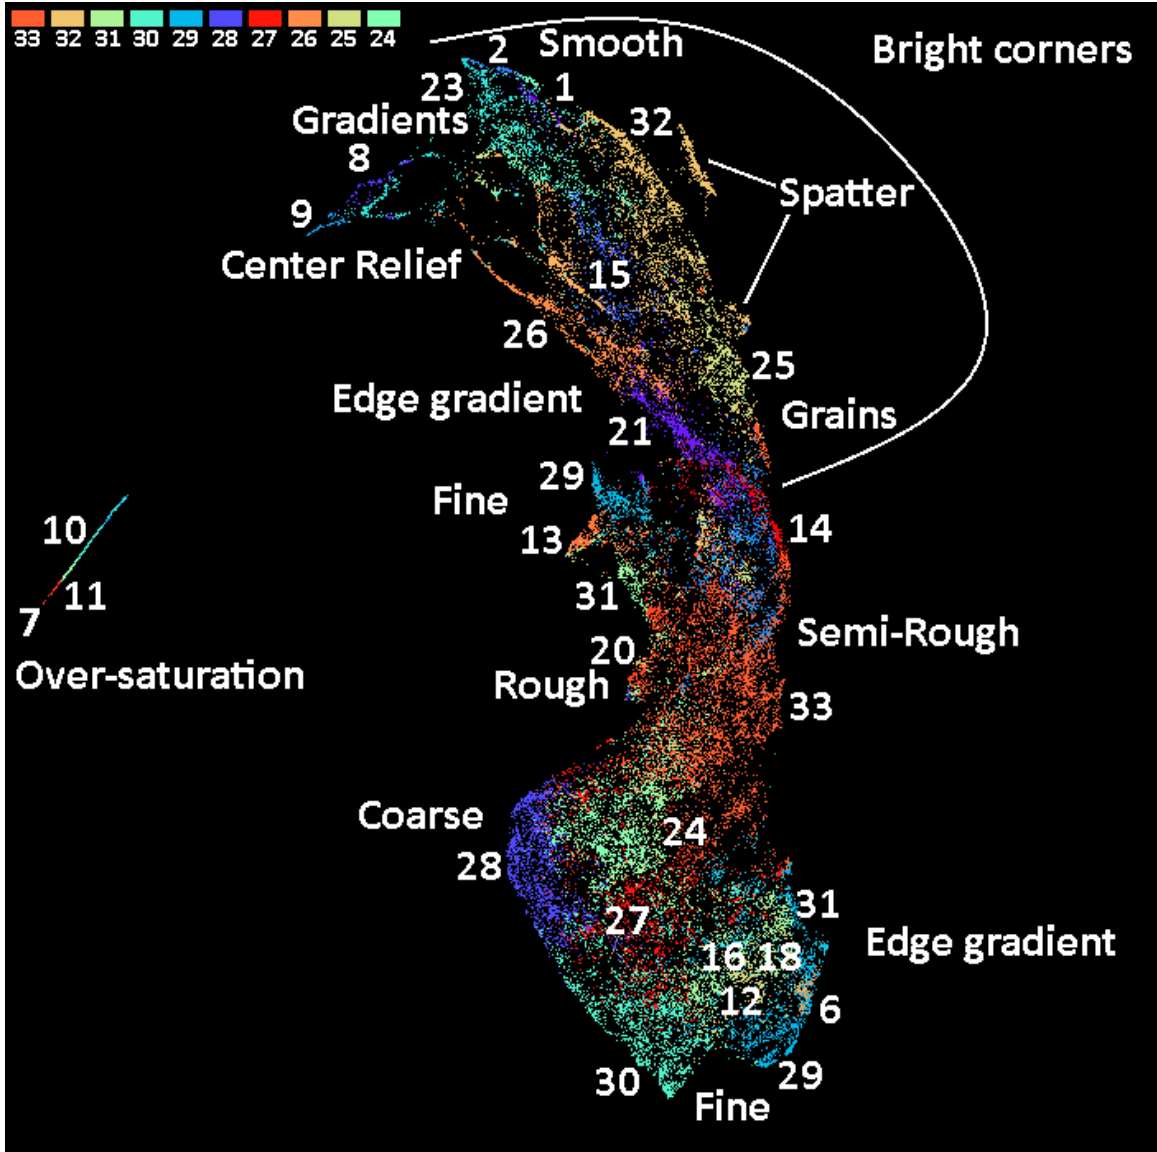 33 32 31 30 29 28 27 26 25 24
2 Smooth
Bright corners
23 1
Gradients
32
8
Spatter
9
Center Relief
15
26
25
Edge gradient
Grains
21
29
Fine
10
13
14
11
31
7
Semi-Rough
20
Over-saturation
Rough
33
Coarse
24
28
31
27
Edge gradient
16 18
12 6
30
29
Fine